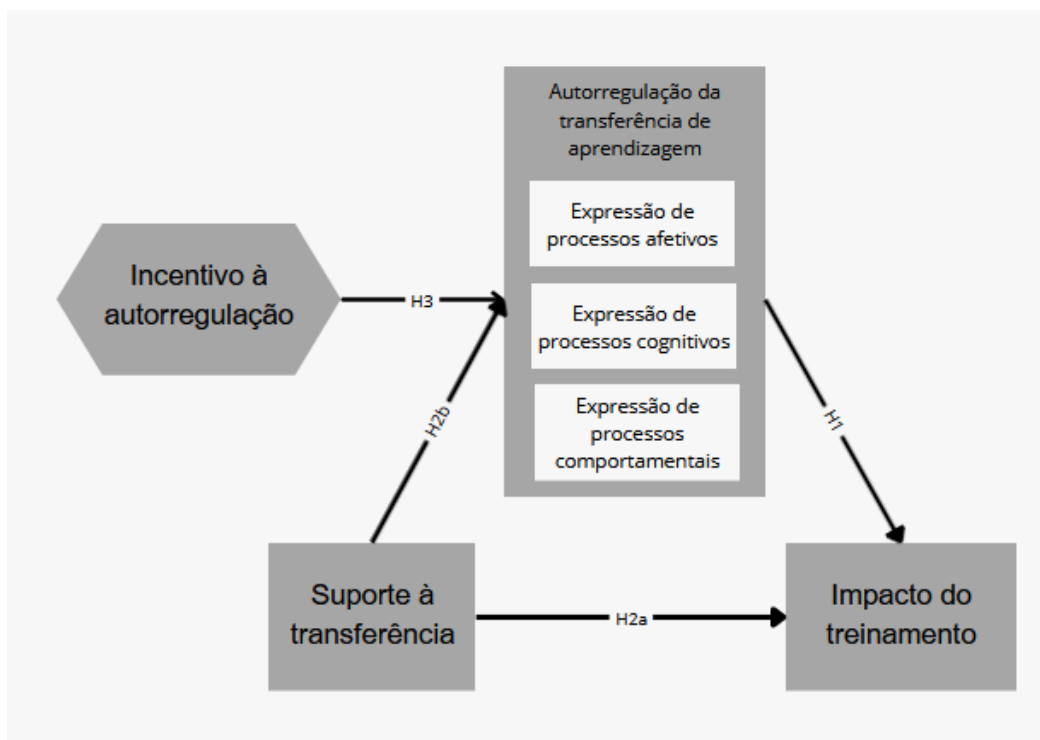 Autorregulação da
transferência de
aprendizagem
Expressão de
processos afetivos
Incentivo à
autorregulação
H3
Expressão de
processos cognitivos
H2b
Expressão de
processos
comportamentais
H1
Suporte à
transferência
H2a
Impacto do
treinamento